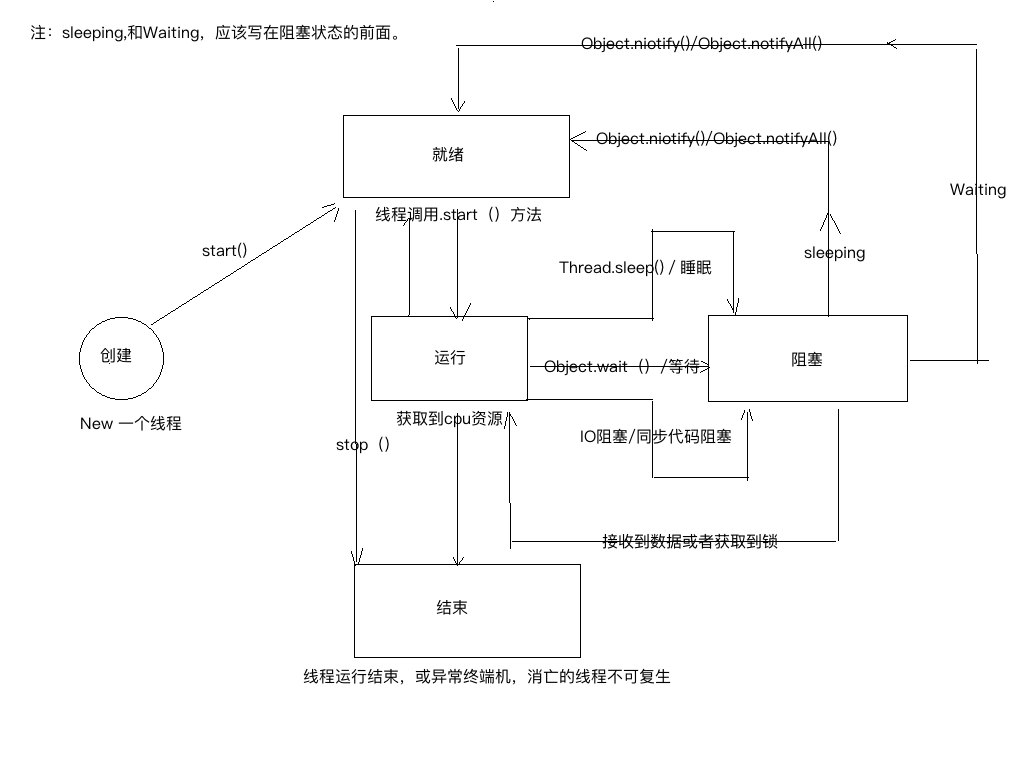 注：sleeping,和Waiting，应该写在阻塞状态的前面。
Object.niotify()/Object.notifyAll()
Object.niotify()/Object.notifyAll()
就绪
Waiting
线程调用.start（）方法
start()
sleeping
Thread.sleep() / 睡眠
创建
运行
阻塞
Object.wait（）/等待
New 一个线程
获取到cpu资源
IO阻塞/同步代码阻塞
stop（）
接收到数据或者获取到锁
结束
线程运行结束，或异常终端机，消亡的线程不可复生